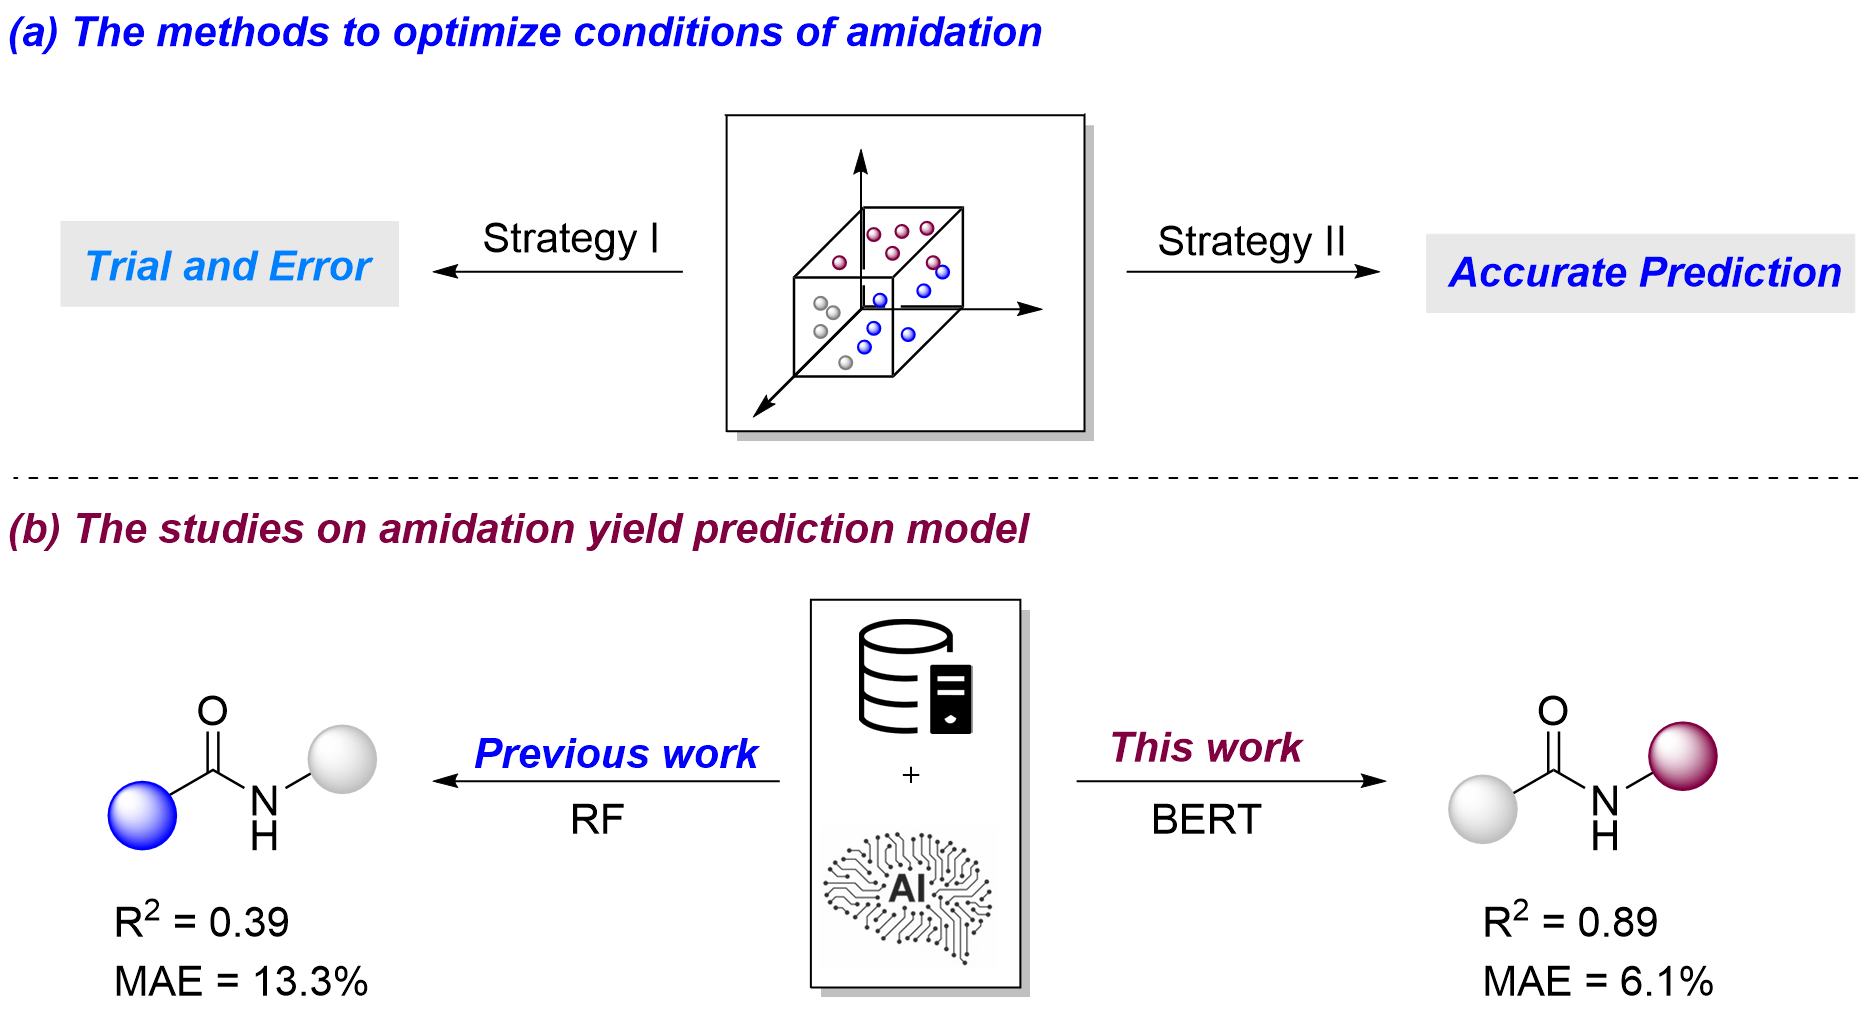 (a) The methods to optimize conditions of amidation
Trial and Error
Strategy I
Strategy II
Accurate Prediction
(b) The studies on amidation yield prediction model
O
N
H
Previous work
RF
+
AI
This work
BERT
O
N
H
R² = 0.39
MAE = 13.3%
R² = 0.89
MAE = 6.1%